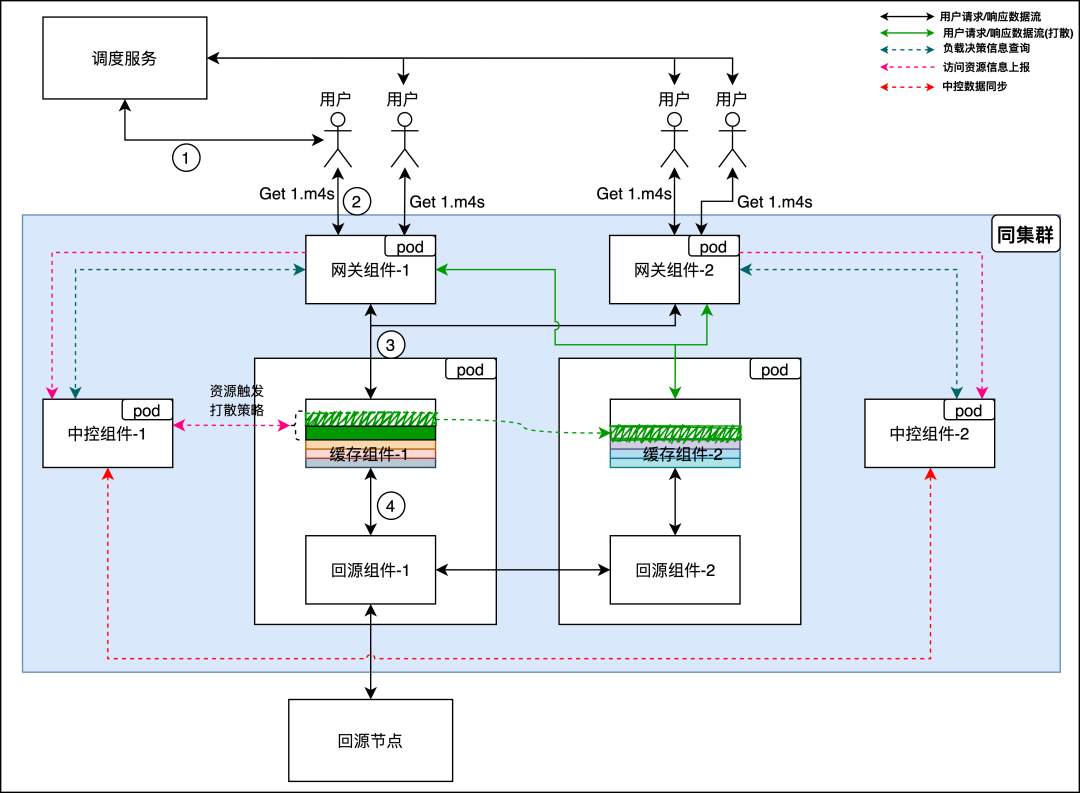 用户请求/响应数据流
用户请求/响应数据流(打散)
负载决策信息查询
访问资源信息上报
中控数据同步
调度服务
用户
用户
用户
用户
1
Get 1.m4s
2
Get 1.m4s
Get 1.m4s
Get 1.m4s
同集群
pod
网关组件-1
pod
网关组件-2
3
pod
pod
资源触发
打散策略
pod
中控组件-1
pod
中控组件-2
缓存组件-1
缓存组件-2
4
回源组件-1
回源组件-2
回源节点